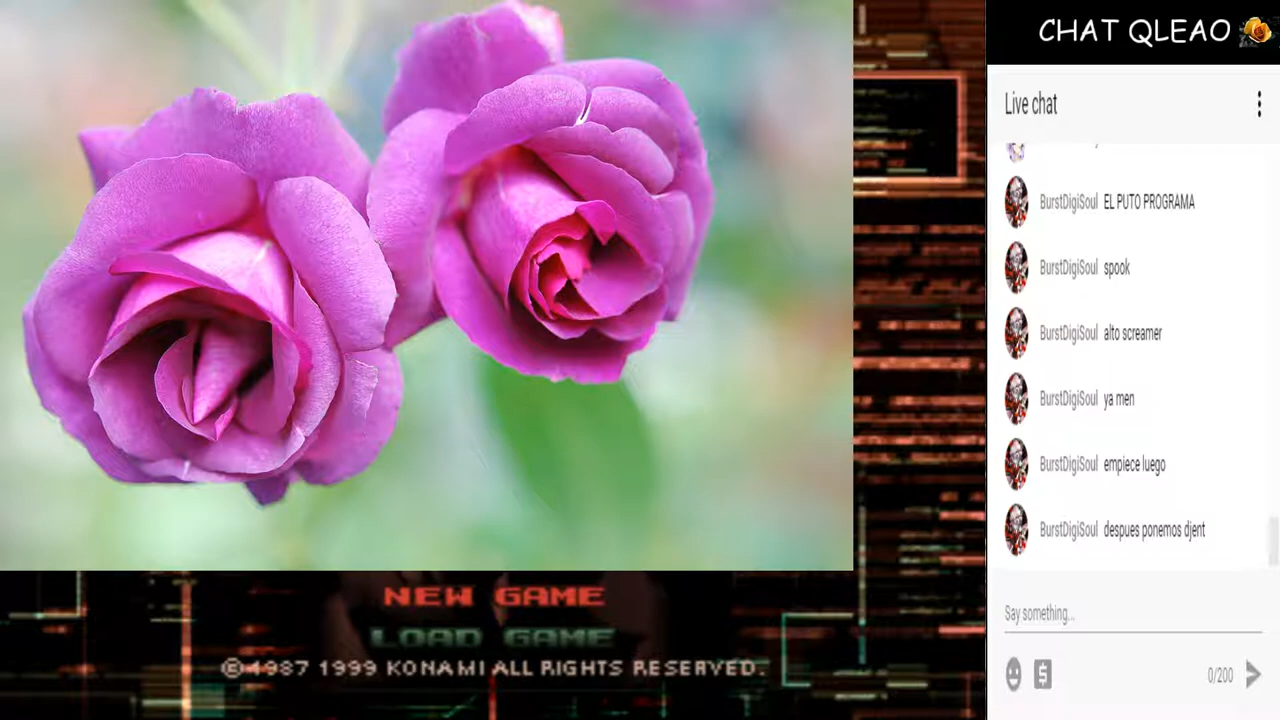 CHAT QLEAO
Live chat
BurstDigiSoul EL PUTO PROGRAMA
BurstDigiSoul spook
BurstDigiSoul alto screamer
BurstDigiSoul ya men
BurstDigiSoul empiece luego
BurstDigiSoul despues ponemos djent
Say something...
0/200
NEW GAME
LOAD GAME
©1987 1999 KONAMI ALL RIGHTS RESERVED.